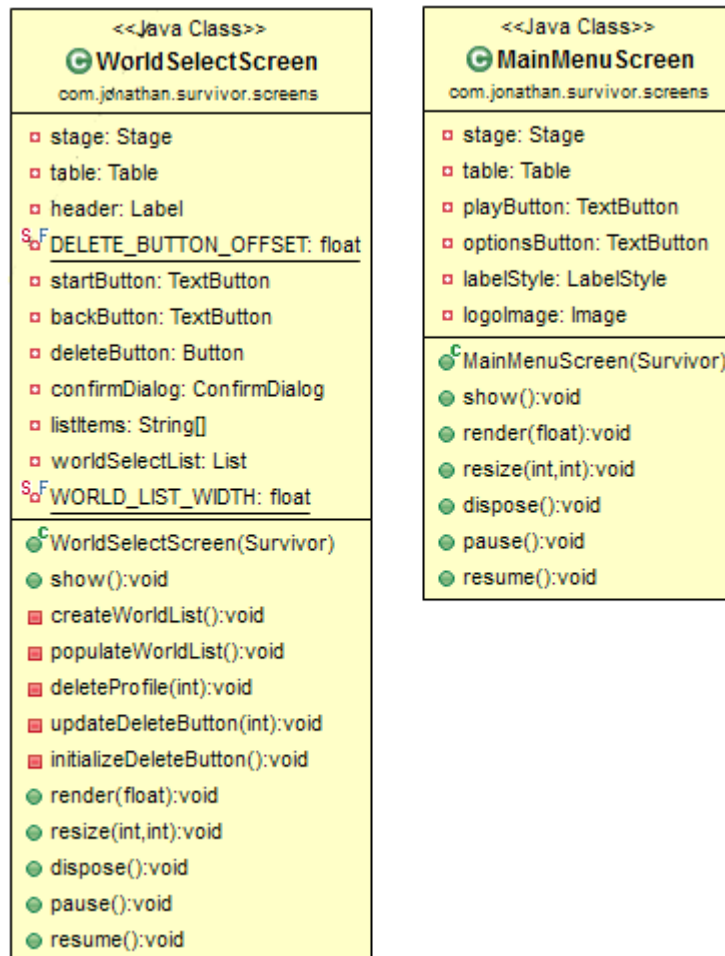 <<Java Class>>
WorldSelectScreen
com.jonathan.survivor.screens
stage: Stage
table: Table
header: Label
S F DELETE_BUTTON_OFFSET: float
startButton: TextButton
backButton: TextButton
deleteButton: Button
confirmDialog: ConfirmDialog
listItems: String[]
worldSelectList: List
S F WORLD_LIST_WIDTH: float
C WorldSelectScreen(Survivor)
show():void
createWorldList():void
populateWorldList():void
deleteProfile(int):void
updateDeleteButton(int):void
initializeDeleteButton():void
render(float):void
resize(int,int):void
dispose():void
pause():void
resume():void
<<Java Class>>
MainMenuScreen
com.jonathan.survivor.screens
stage: Stage
table: Table
playButton: TextButton
optionsButton: TextButton
labelStyle: LabelStyle
logoImage: Image
C MainMenuScreen(Survivor)
show():void
render(float):void
resize(int,int):void
dispose():void
pause():void
resume():void